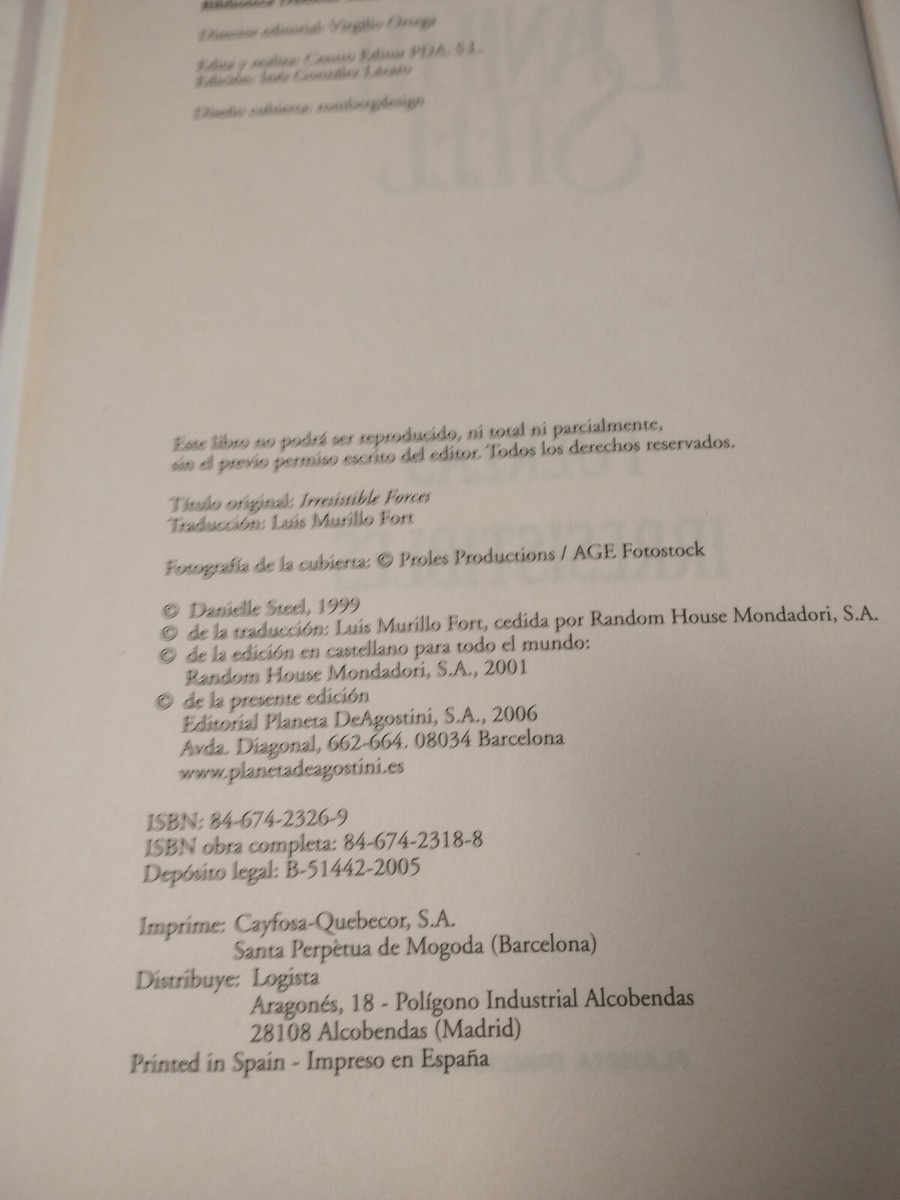 Director editorial: Virgilio Ortega
Edita y realiza: Centro Editor PDA, S.L.
Edición: Luis González Lázaro
Diseño cubierta: rombergdesign
Este libro no podrá ser reproducido, ni total ni parcialmente,
sin el previo permiso escrito del editor. Todos los derechos reservados.
Título original: Irresistible Forces
Traducción: Luis Murillo Fort
Fotografía de la cubierta: © Proles Productions / AGE Fotostock
© Danielle Steel, 1999
© de la traducción: Luis Murillo Fort, cedida por Random House Mondadori, S.A.
© de la edición en castellano para todo el mundo:
Random House Mondadori, S.A., 2001
© de la presente edición
Editorial Planeta DeAgostini, S.A., 2006
Avda. Diagonal, 662-664. 08034 Barcelona
www.planetadeagostini.es
ISBN: 84-674-2326-9
ISBN obra completa: 84-674-2318-8
Depósito legal: B-51442-2005
Imprime: Cayfosa-Quebecor, S.A.
Santa Perpètua de Mogoda (Barcelona)
Distribuye: Logista
Aragonés, 18 - Polígono Industrial Alcobendas
28108 Alcobendas (Madrid)
Printed in Spain - Impreso en España